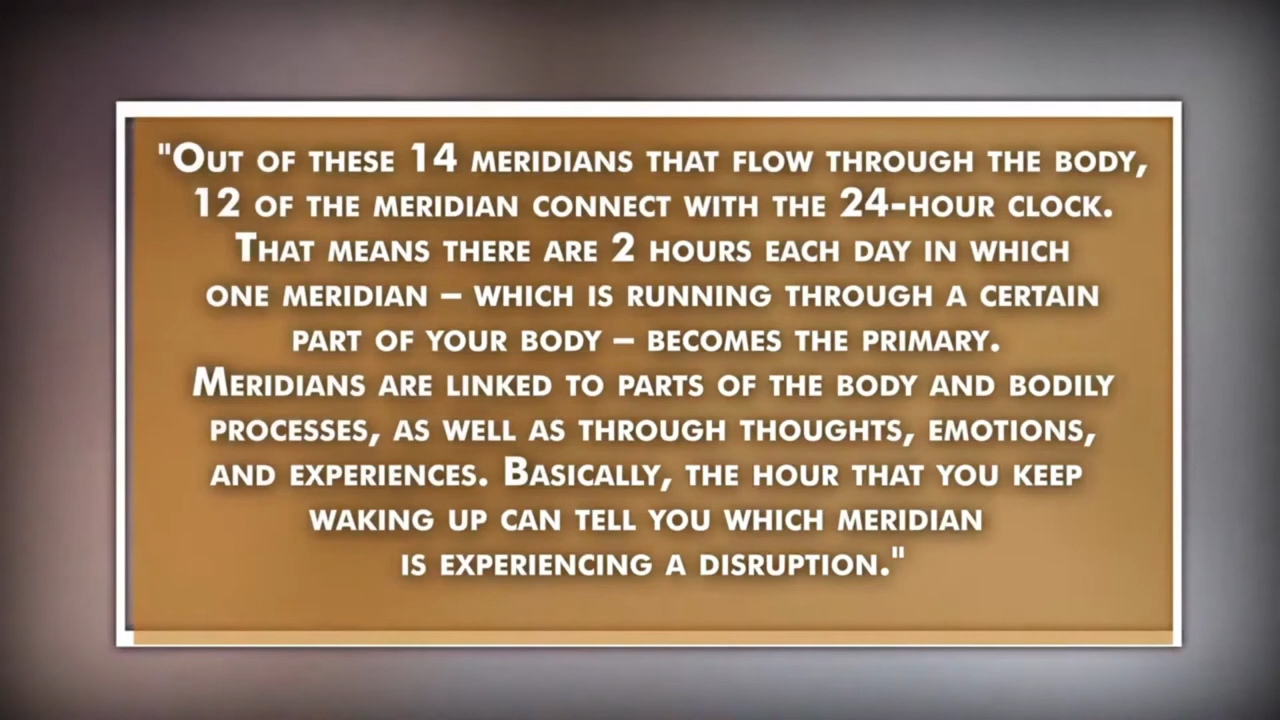 "Out of these 14 meridians that flow through the body,
12 of the meridian connect with the 24-hour clock.
That means there are 2 hours each day in which
one meridian – which is running through a certain
part of your body – becomes the primary.
Meridians are linked to parts of the body and bodily
processes, as well as through thoughts, emotions,
and experiences. Basically, the hour that you keep
waking up can tell you which meridian
is experiencing a disruption."